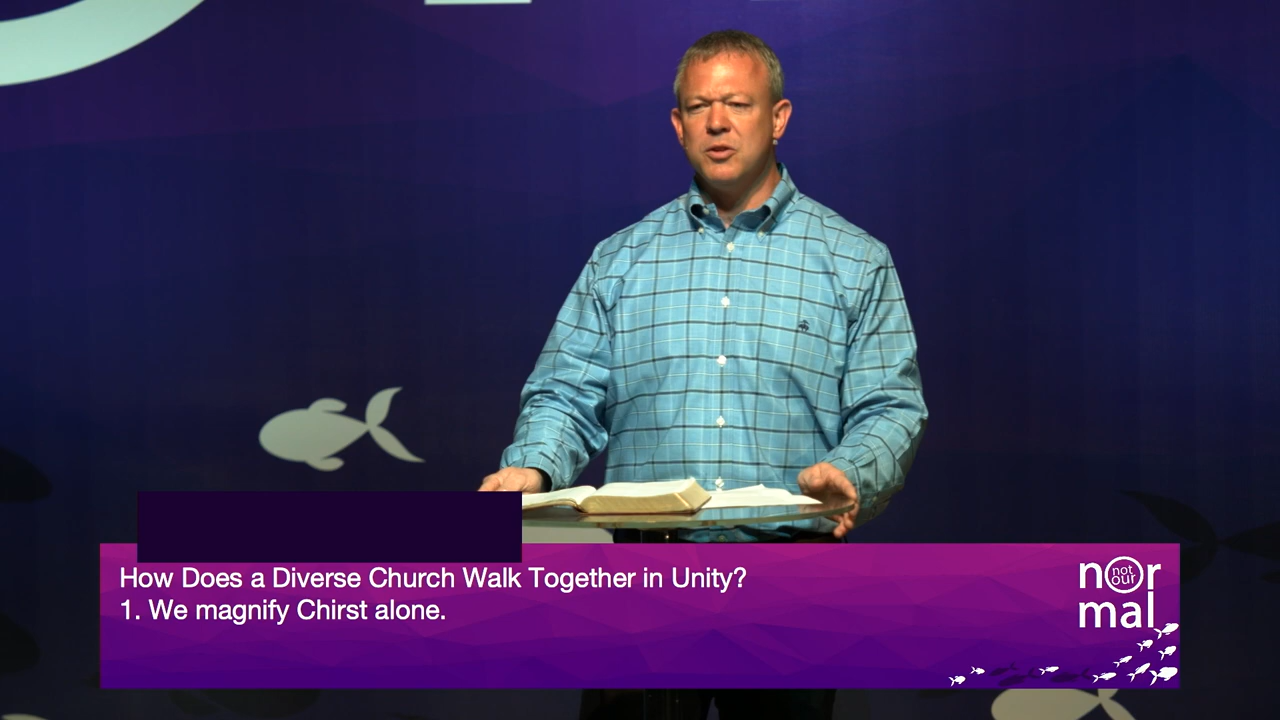 How Does a Diverse Church Walk Together in Unity?
1. We magnify Chirst alone.
nor
not
our
mal